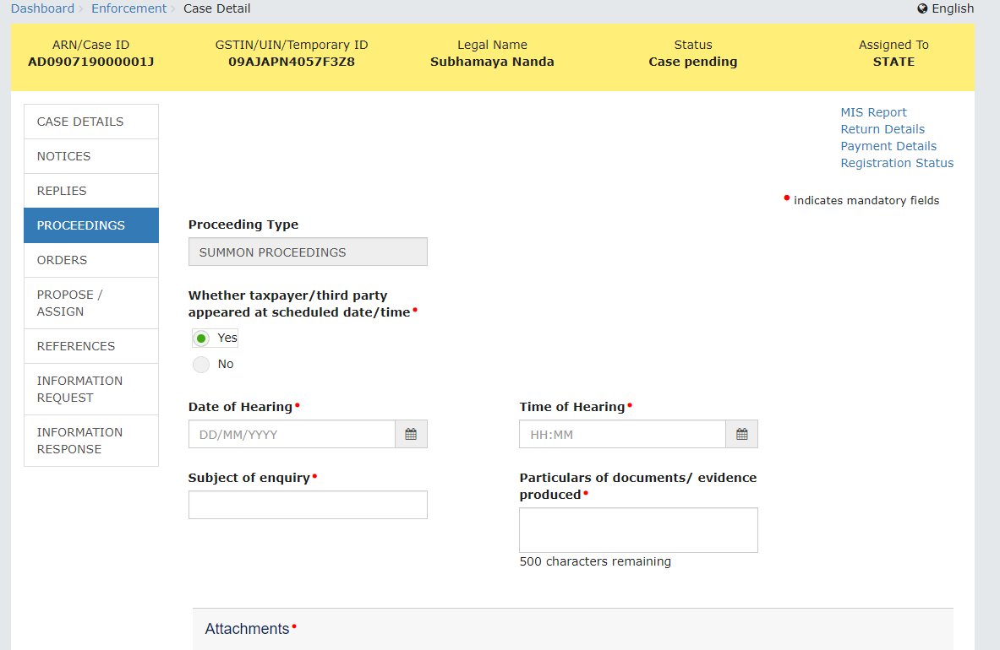 Dashboard > Enforcement > Case Detail
English
ARN/Case ID
AD090719000001J
GSTIN/UIN/Temporary ID
09AJAPN4057F3Z8
Legal Name
Subhamaya Nanda
Status
Case pending
Assigned To
STATE
CASE DETAILS
NOTICES
REPLIES
PROCEEDINGS
ORDERS
PROPOSE /
ASSIGN
REFERENCES
INFORMATION
REQUEST
INFORMATION
RESPONSE
MIS Report
Return Details
Payment Details
Registration Status
• indicates mandatory fields
Proceeding Type
SUMMON PROCEEDINGS
Whether taxpayer/third party
appeared at scheduled date/time•
Yes
No
Date of Hearing•
DD/MM/YYYY
Time of Hearing•
HH:MM
Subject of enquiry•
Particulars of documents/ evidence
produced•
500 characters remaining
Attachments•